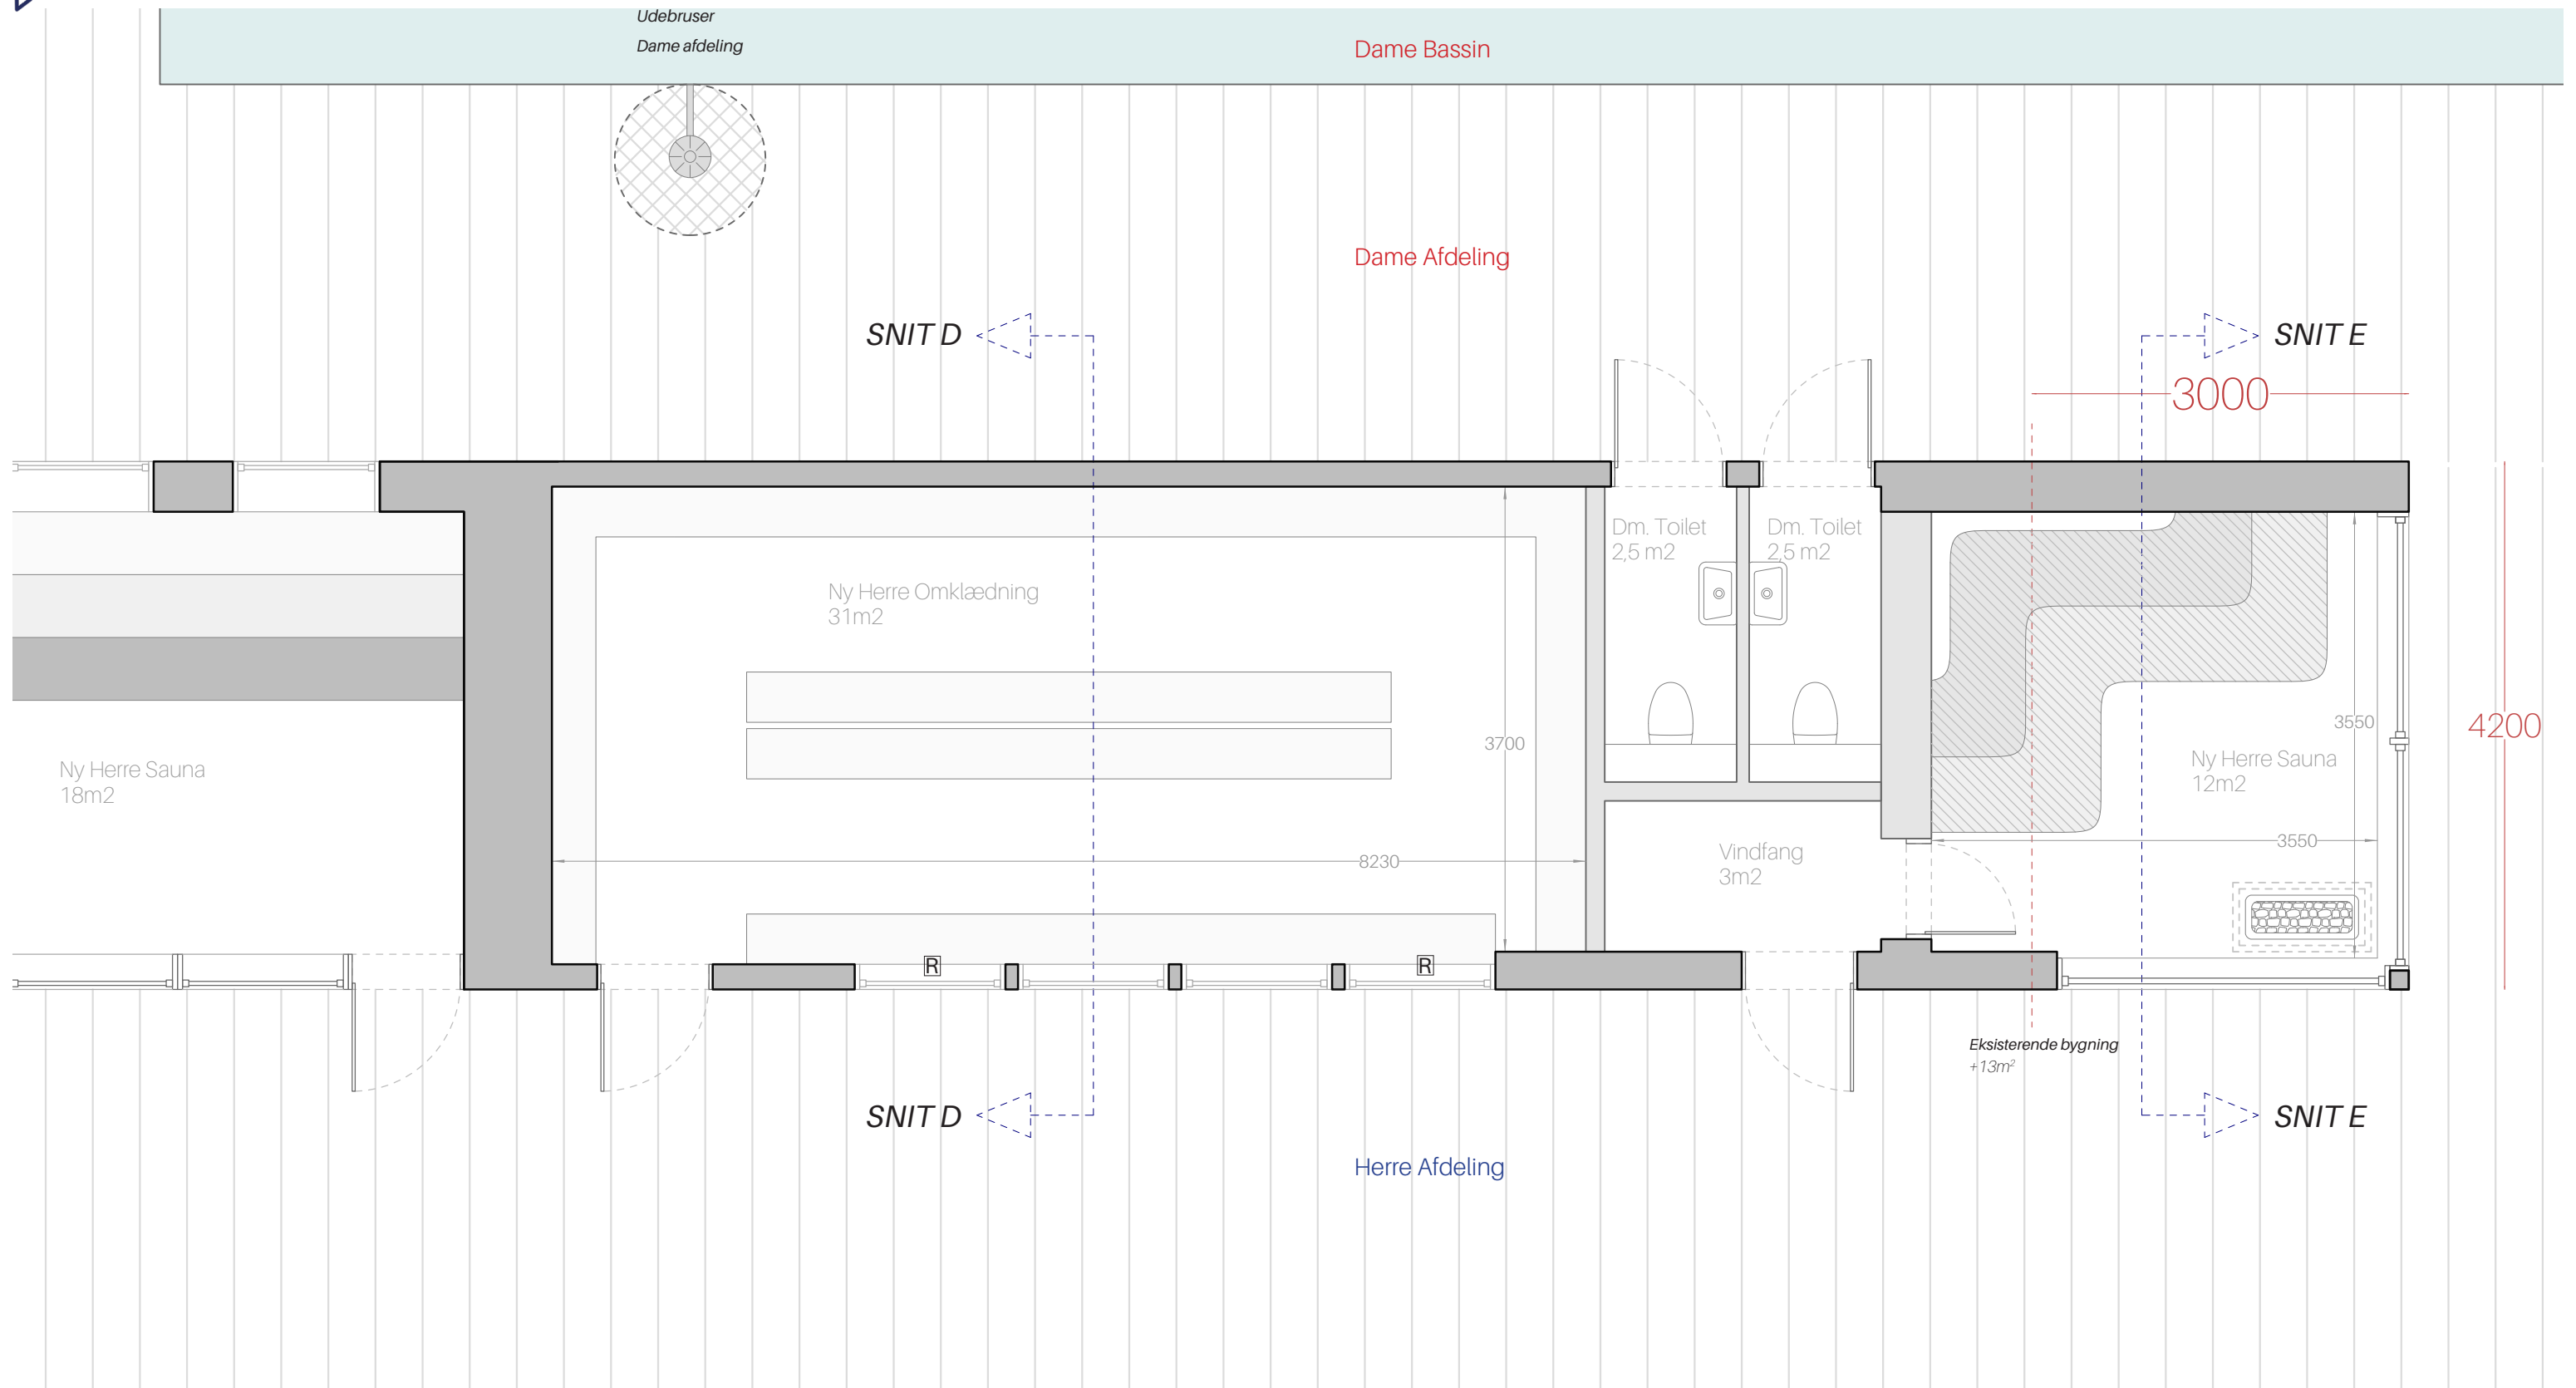 Udebruser
Dame afdeling
Dame Bassin
Dame Afdeling
SNIT D
SNIT E
3000
Dm. Toilet
2,5 m2
Dm. Toilet
2,5 m2
Ny Herre Omklædning
31m2
3700
3550
4200
Ny Herre Sauna
18m2
Ny Herre Sauna
12m2
8230
Vindfang
3m2
3550
R
R
Eksisterende bygning
+13m²
SNIT D
SNIT E
Herre Afdeling